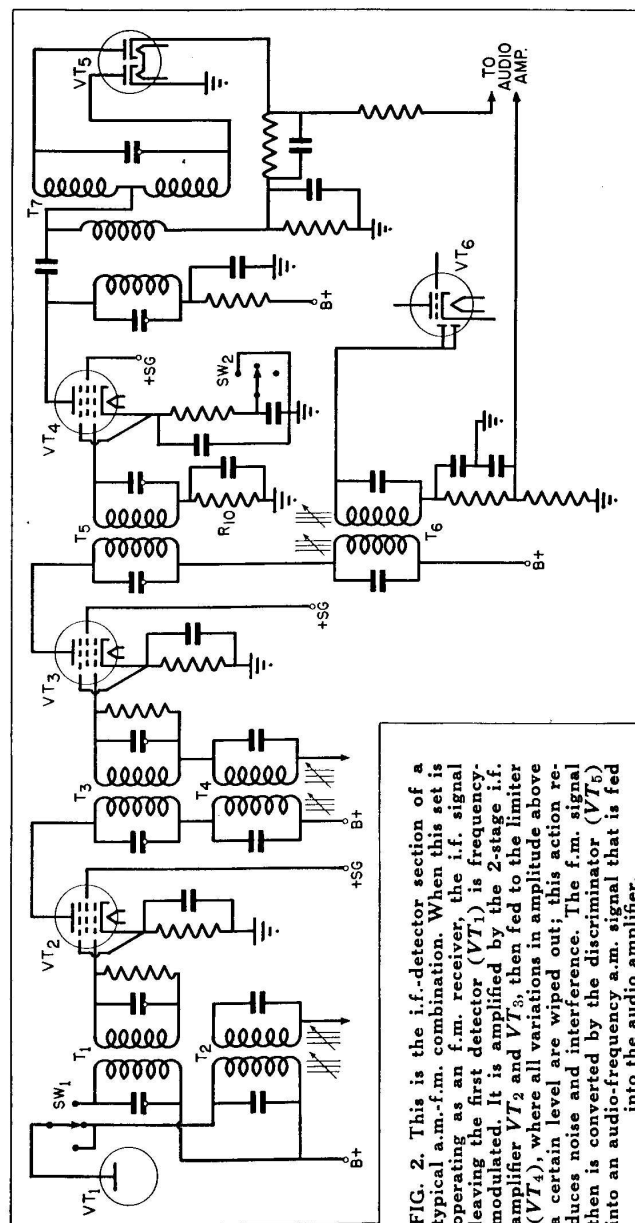 VT1
SW1
T1
T2
B+
VT2
+SG
T3
T4
B+
VT3
+SG
T5
R10
T6
B+
VT4
+SG
SW2
B+
T7
VT5
VT6
TO
AUDIO
AMP.
FIG. 2. This is the i.f.-detector section of a
typical a.m.-f.m. combination. When this set is
operating as an f.m. receiver, the i.f. signal
leaving the first detector (VT1) is frequency-
modulated. It is amplified by the 2-stage i.f.
amplifier VT2 and VT3, then fed to the limiter
(VT4), where all variations in amplitude above
a certain level are wiped out; this action re-
duces noise and interference. The f.m. signal
then is converted by the discriminator (VT5)
into an audio-frequency a.m. signal that is fed
into the audio amplifier.